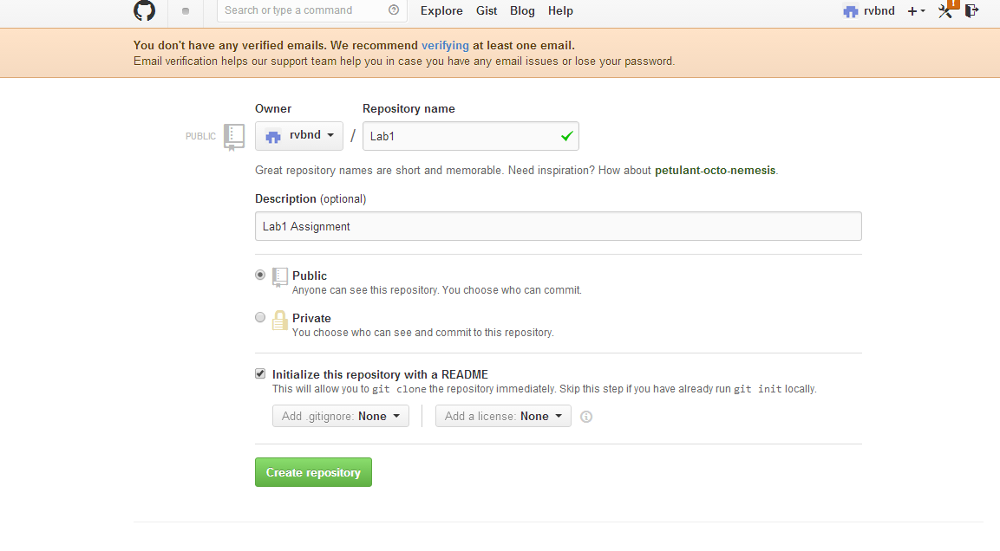 Search or type a command Explore Gist Blog Help rvbnd !
You don't have any verified emails. We recommend verifying at least one email.
Email verification helps our support team help you in case you have any email issues or lose your password.
Owner Repository name
PUBLIC rvbnd / Lab1
Great repository names are short and memorable. Need inspiration? How about petulant-octo-nemesis.
Description (optional)
Lab1 Assignment
Public
Anyone can see this repository. You choose who can commit.
Private
You choose who can see and commit to this repository.
Initialize this repository with a README
This will allow you to git clone the repository immediately. Skip this step if you have already run git init locally.
Add .gitignore: None Add a license: None
Create repository